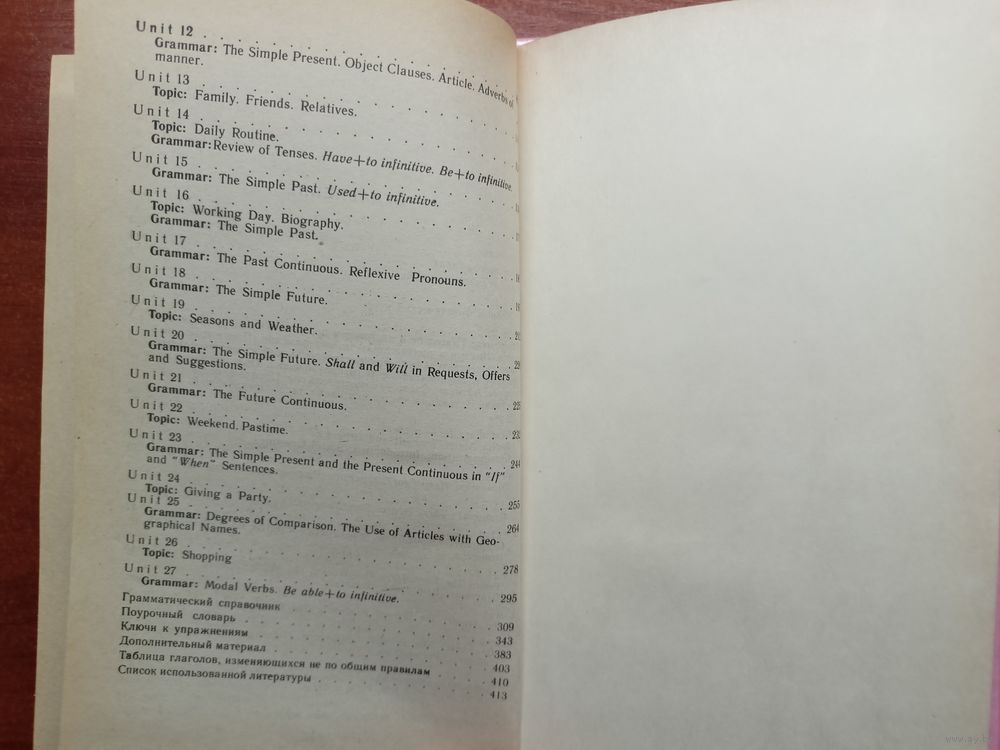 Unit 12 . . . . . . . . . . .
Grammar: The Simple Present. Object Clauses. Article. Adverbs of
manner.
Unit 13 . . . . . . . . . . .
Topic: Family. Friends. Relatives.
Unit 14 . . . . . . . . . . .
Topic: Daily Routine.
Grammar: Review of Tenses. Have+to infinitive. Be+to infinitive.
Unit 15 . . . . . . . . . . .
Grammar: The Simple Past. Used+to infinitive.
Unit 16 . . . . . . . . . . .
Topic: Working Day. Biography.
Grammar: The Simple Past.
Unit 17 . . . . . . . . . . .
Grammar: The Past Continuous. Reflexive Pronouns.
Unit 18 . . . . . . . . . . .
Grammar: The Simple Future.
Unit 19 . . . . . . . . . . .
Topic: Seasons and Weather.
Unit 20 . . . . . . . . . . .
Grammar: The Simple Future. Shall and Will in Requests, Offers
and Suggestions.
Unit 21 . . . . . . . . . . .
Grammar: The Future Continuous.
Unit 22 . . . . . . . . . . .
Topic: Weekend. Pastime.
Unit 23 . . . . . . . . . . . 244
Grammar: The Simple Present and the Present Continuous in "If"
and "When" Sentences.
Unit 24 . . . . . . . . . . . 255
Topic: Giving a Party.
Unit 25 . . . . . . . . . . . 264
Grammar: Degrees of Comparison. The Use of Articles with Geo-
graphical Names.
Unit 26 . . . . . . . . . . . 278
Topic: Shopping
Unit 27 . . . . . . . . . . . 295
Grammar: Modal Verbs. Be able+to infinitive.
Грамматический справочник . . . . . . . 309
Поурочный словарь . . . . . . . . . 343
Ключи к упражнениям . . . . . . . . 383
Дополнительный материал . . . . . . . 403
Таблица глаголов, изменяющихся не по общим правилам . . . 410
Список использованной литературы . . . . . . 413